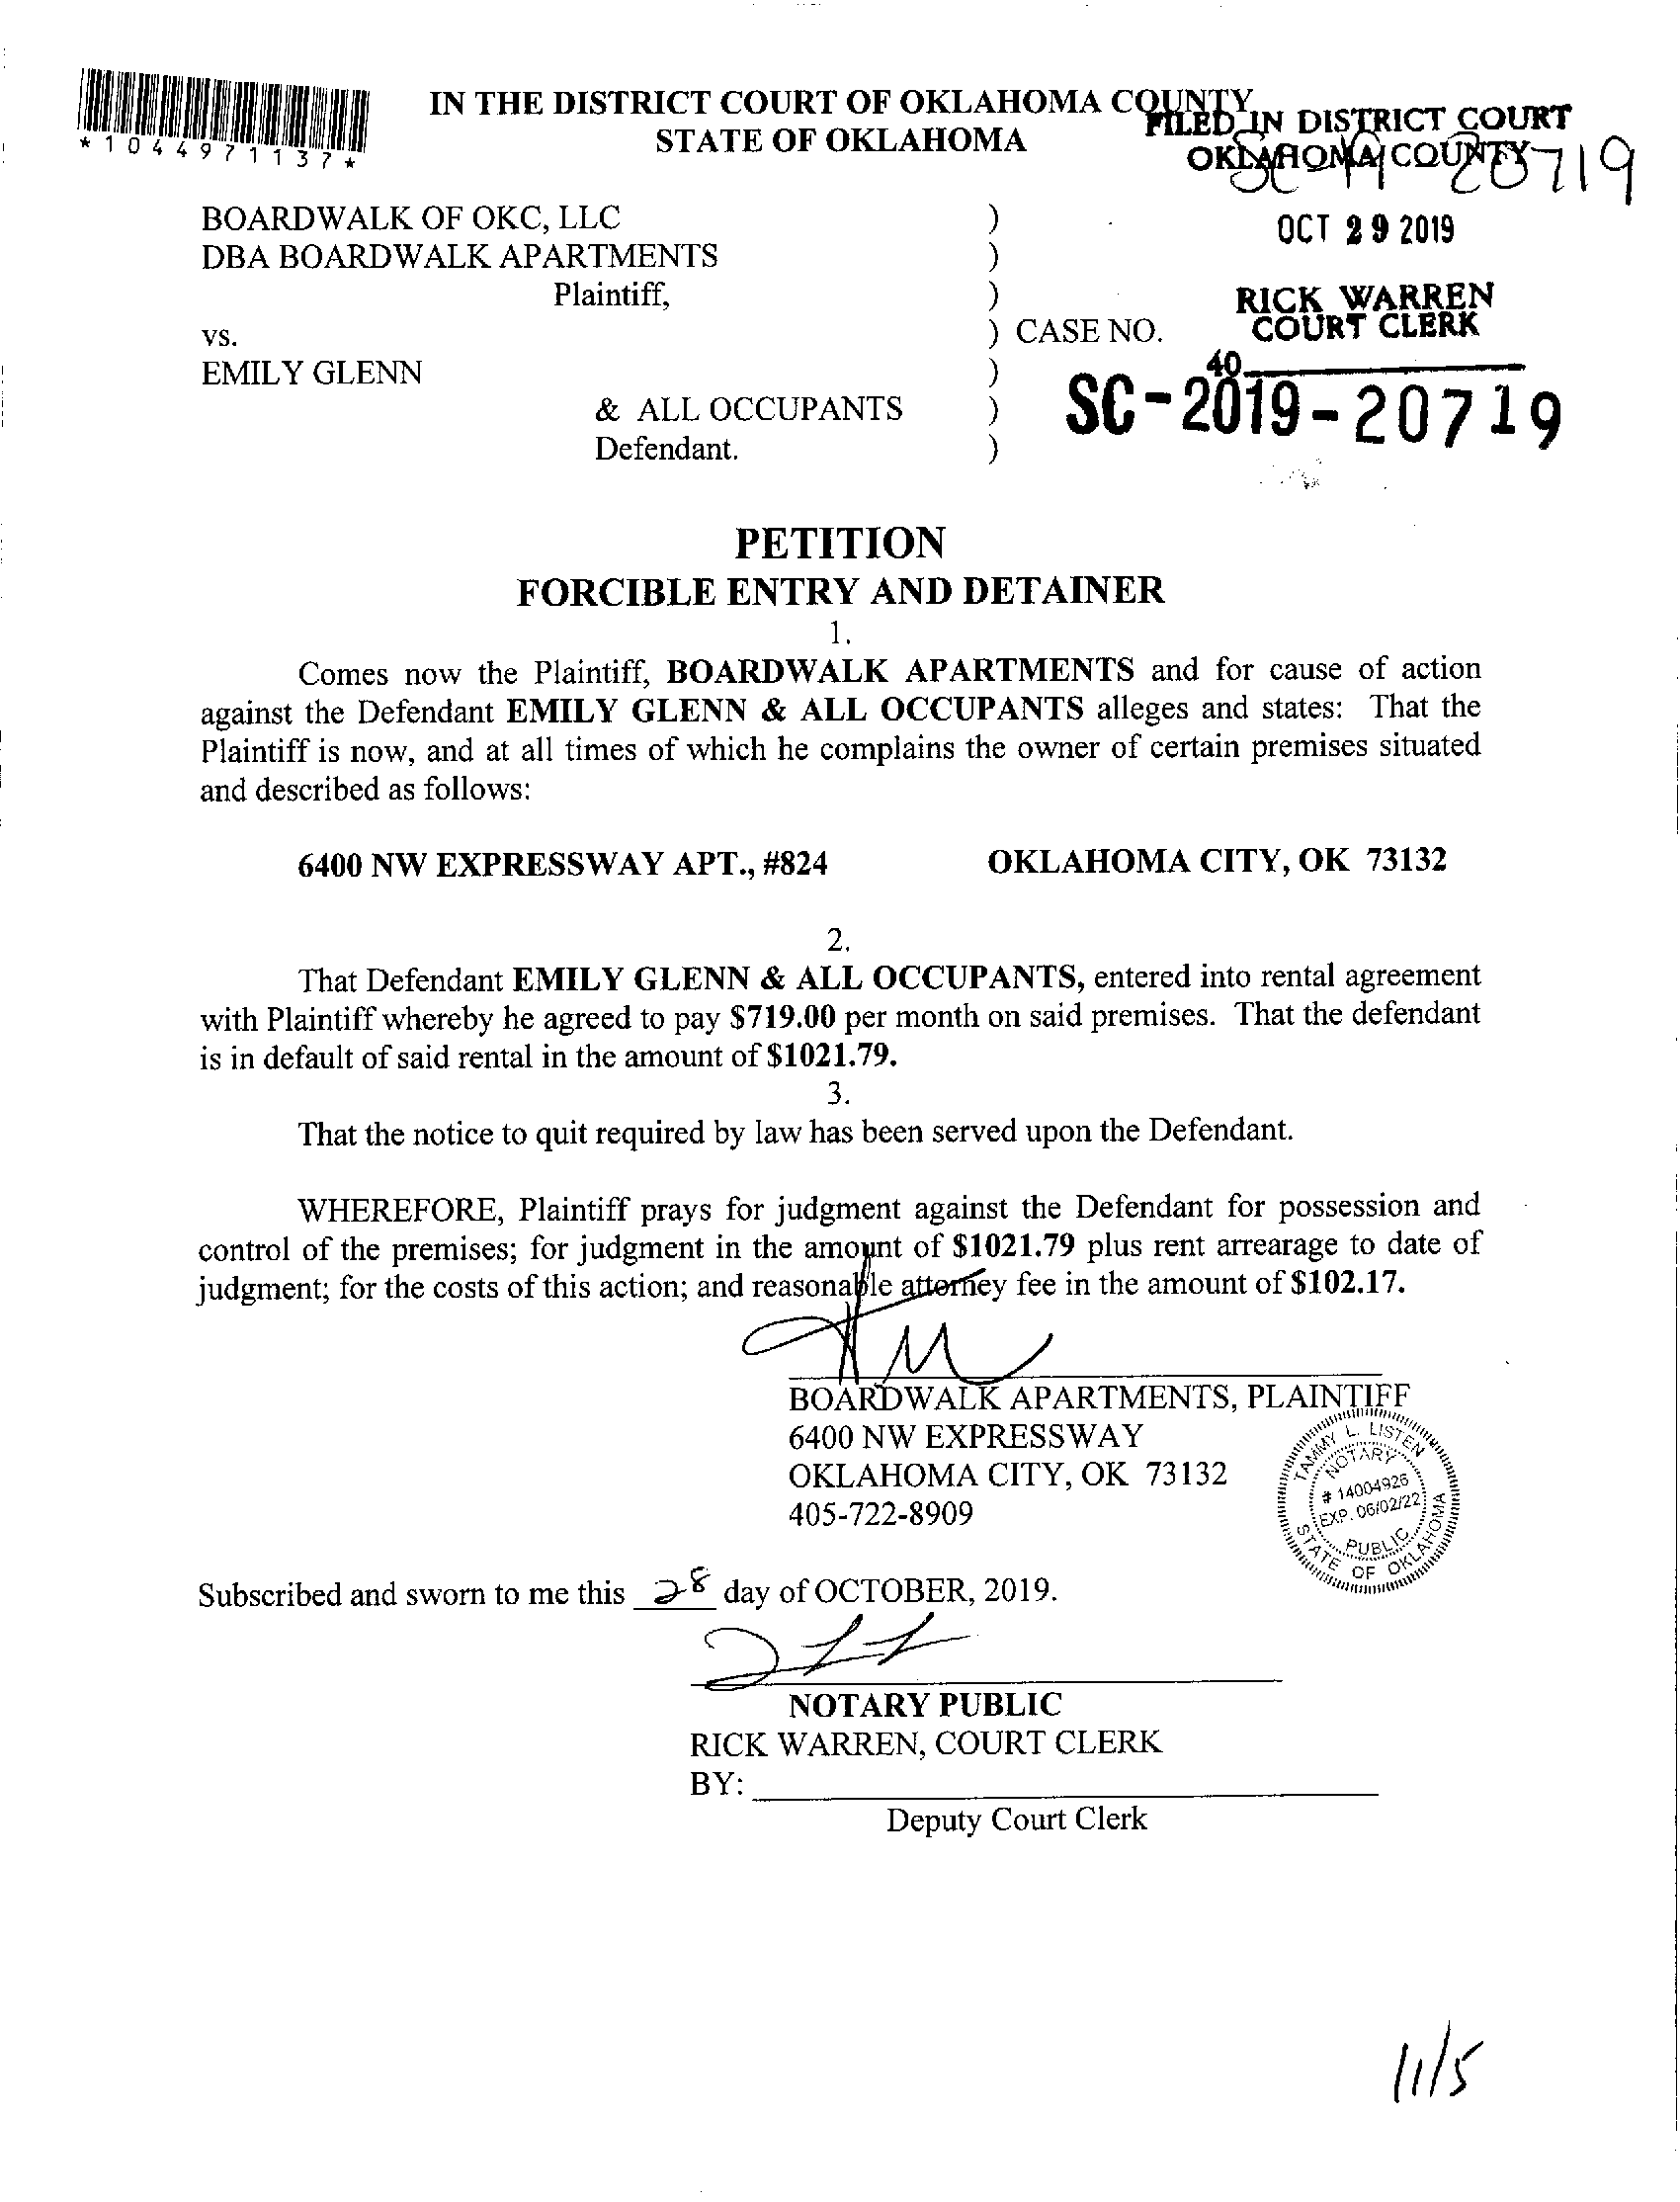 *1044971137*
IN THE DISTRICT COURT OF OKLAHOMA COUNTY
STATE OF OKLAHOMA
FILED IN DISTRICT COURT
OKLAHOMA COUNTY
SC 19 20719
OCT 29 2019
RICK WARREN
COURT CLERK
40
BOARDWALK OF OKC, LLC )
DBA BOARDWALK APARTMENTS )
Plaintiff, )
vs. ) CASE NO.
EMILY GLENN )
& ALL OCCUPANTS )
Defendant. )
SC-2019-20719
PETITION
FORCIBLE ENTRY AND DETAINER
1.
Comes now the Plaintiff, BOARDWALK APARTMENTS and for cause of action
against the Defendant EMILY GLENN & ALL OCCUPANTS alleges and states: That the
Plaintiff is now, and at all times of which he complains the owner of certain premises situated
and described as follows:
6400 NW EXPRESSWAY APT., #824 OKLAHOMA CITY, OK 73132
2.
That Defendant EMILY GLENN & ALL OCCUPANTS, entered into rental agreement
with Plaintiff whereby he agreed to pay $719.00 per month on said premises. That the defendant
is in default of said rental in the amount of $1021.79.
3.
That the notice to quit required by law has been served upon the Defendant.
WHEREFORE, Plaintiff prays for judgment against the Defendant for possession and
control of the premises; for judgment in the amount of $1021.79 plus rent arrearage to date of
judgment; for the costs of this action; and reasonable attorney fee in the amount of $102.17.
BOARDWALK APARTMENTS, PLAINTIFF
6400 NW EXPRESSWAY
OKLAHOMA CITY, OK 73132
405-722-8909
TAMMY L. LISTEN
NOTARY
# 14004926
EXP. 06/02/22
PUBLIC
STATE OF OKLAHOMA
Subscribed and sworn to me this 28 day of OCTOBER, 2019.
NOTARY PUBLIC
RICK WARREN, COURT CLERK
BY:
Deputy Court Clerk
11/5